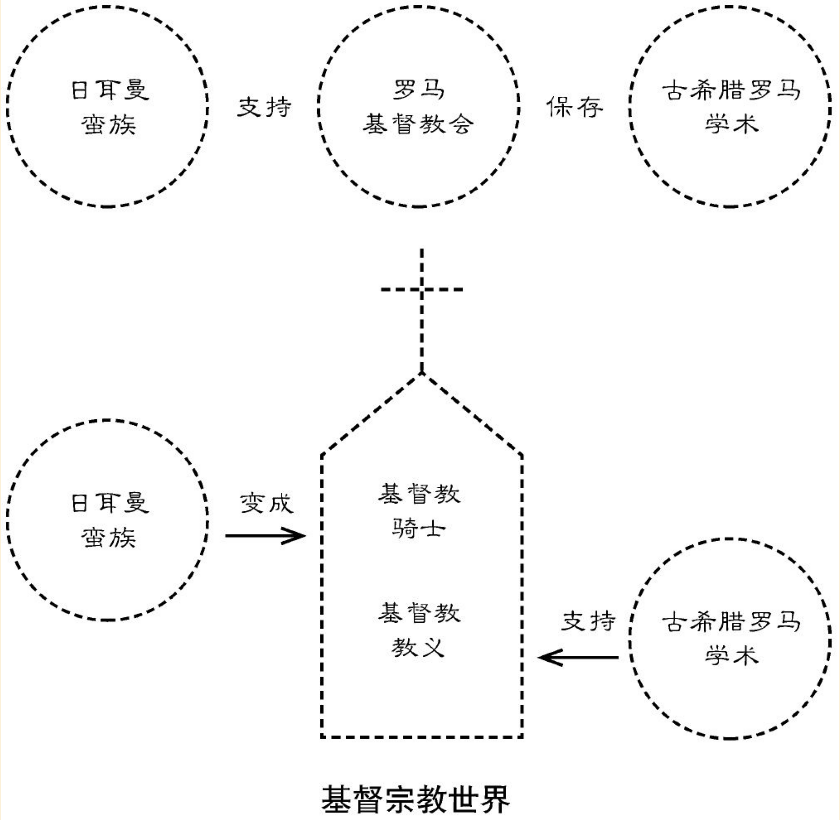 日耳曼
蛮族
支持
罗马
基督教会
保存
古希腊罗马
学术
日耳曼
蛮族
变成
基督教
骑士
基督教
教义
支持
古希腊罗马
学术
基督宗教世界